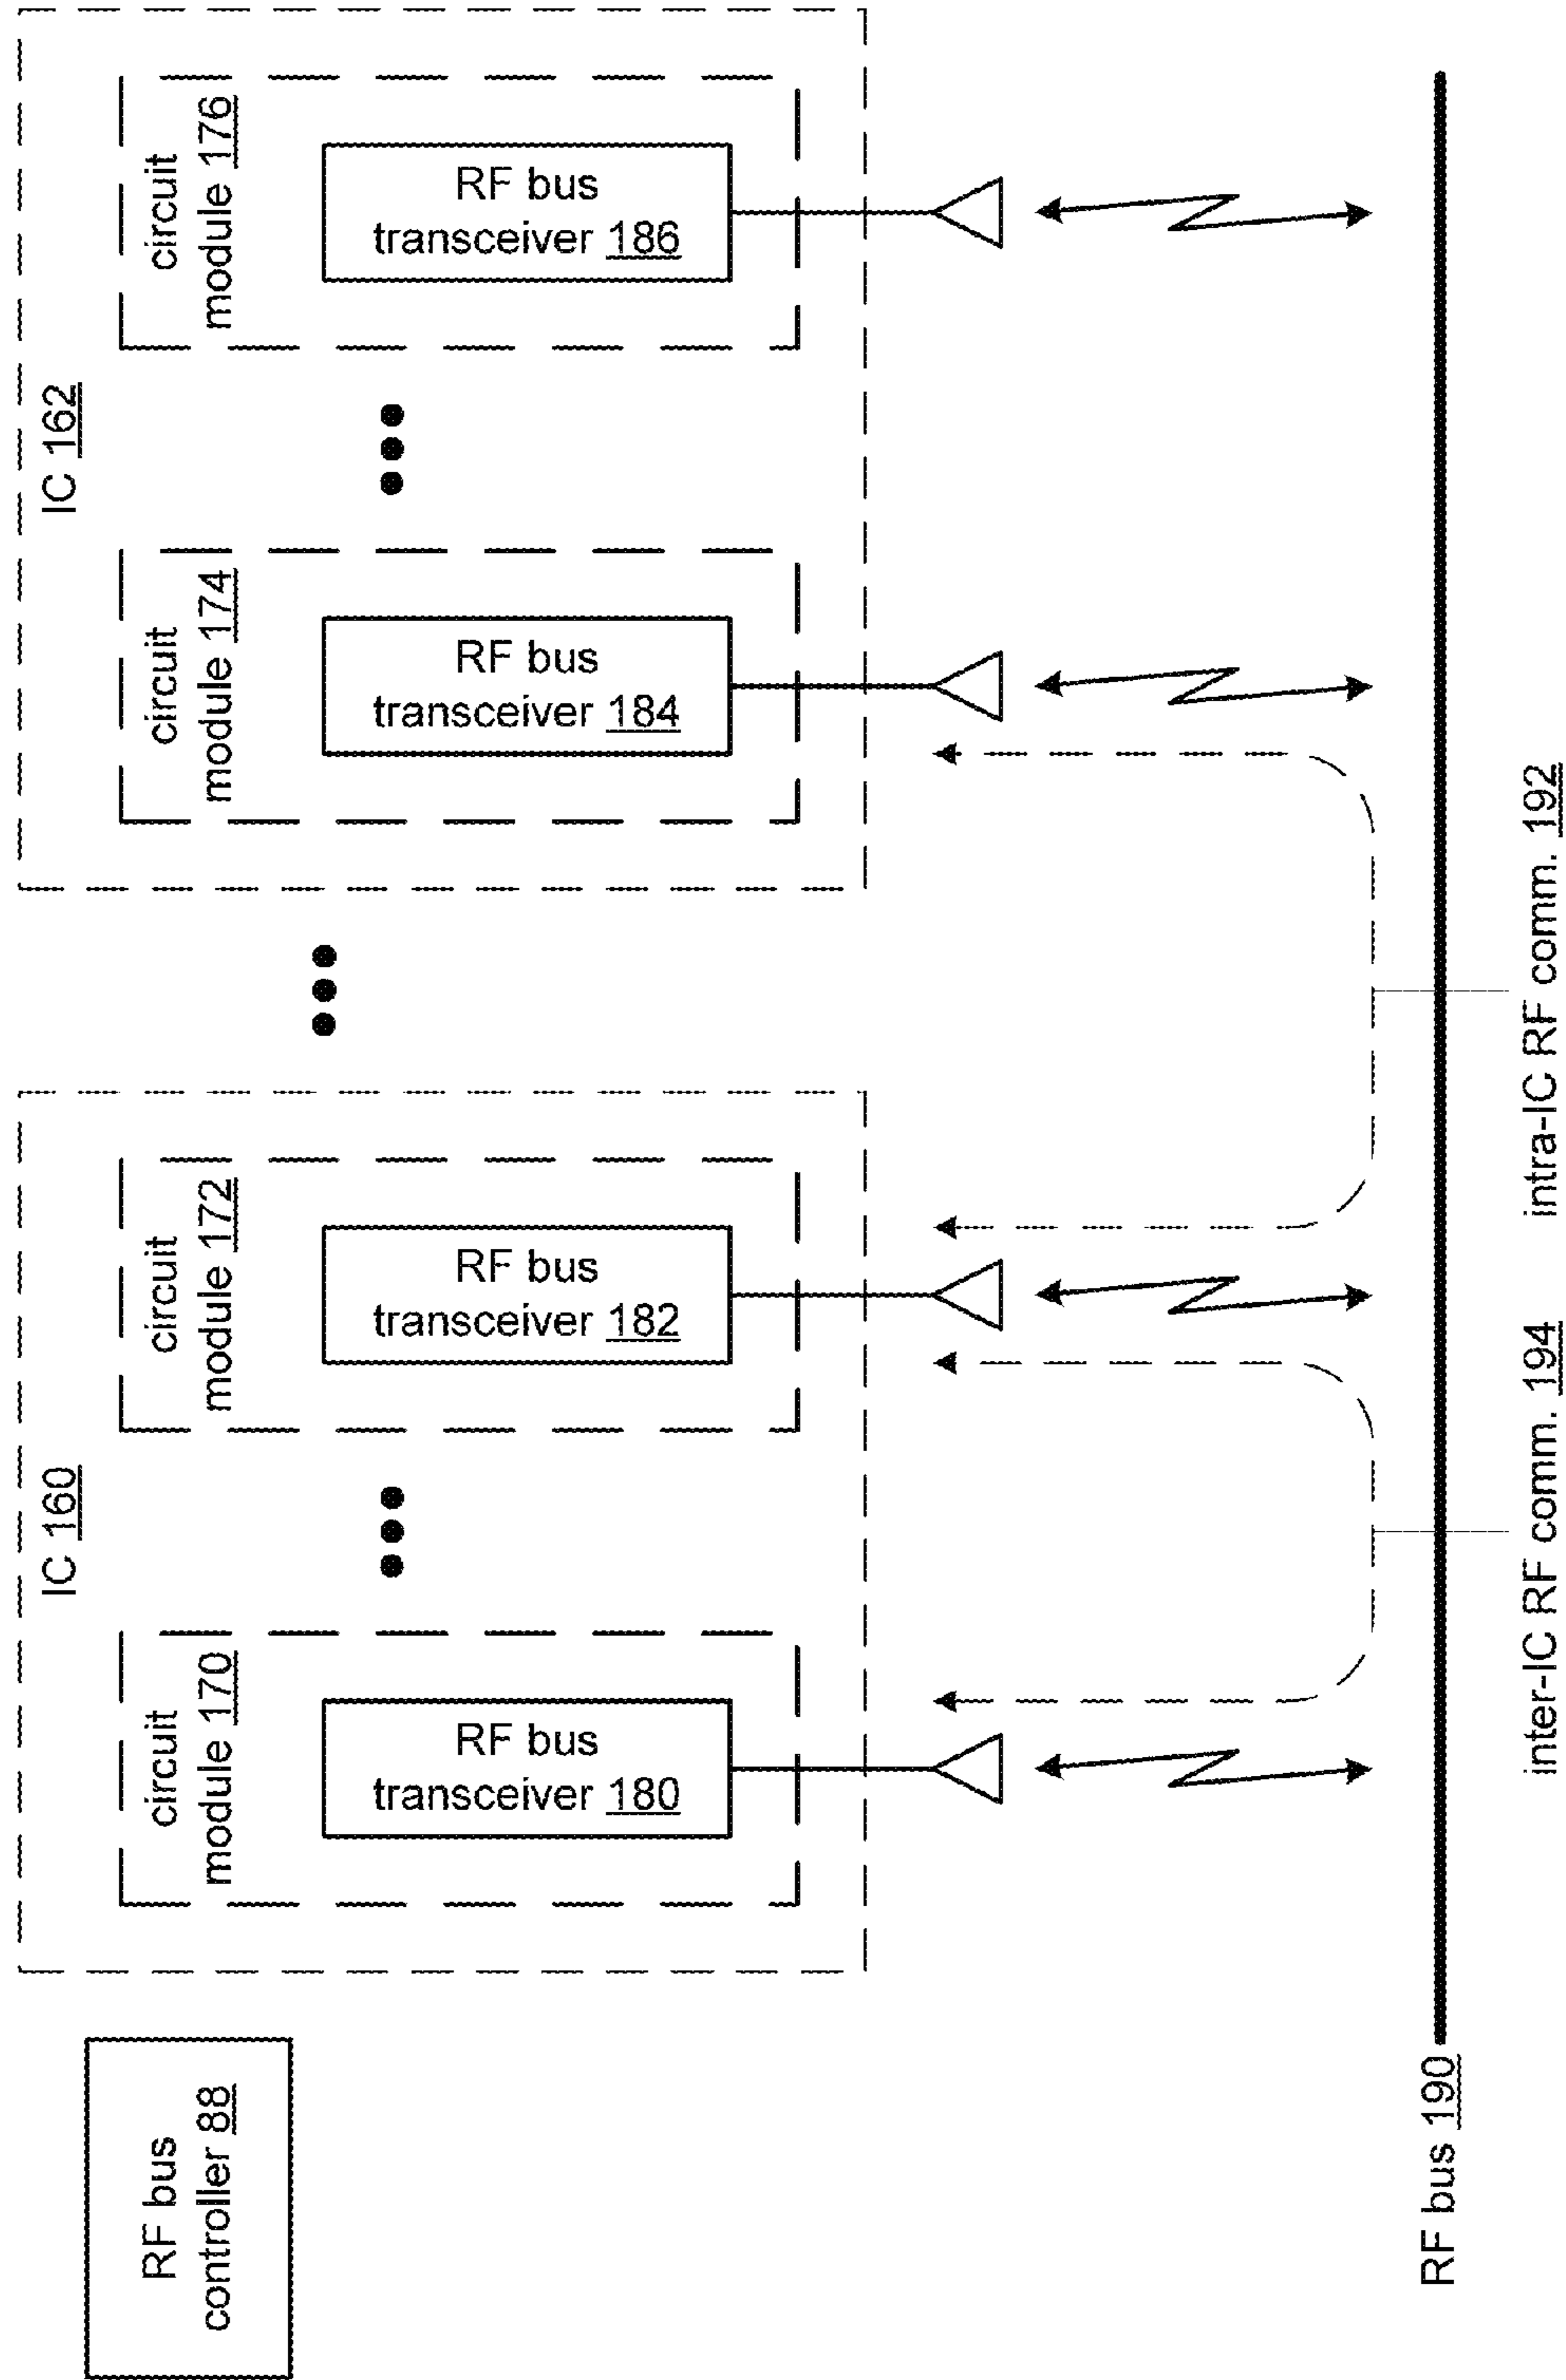 RF bus
controller 88
IC 160
circuit
module 170
RF bus
transceiver 180
circuit
module 172
RF bus
transceiver 182
IC 162
circuit
module 174
RF bus
transceiver 184
circuit
module 176
RF bus
transceiver 186
RF bus 190
inter-IC RF comm. 194
intra-IC RF comm. 192